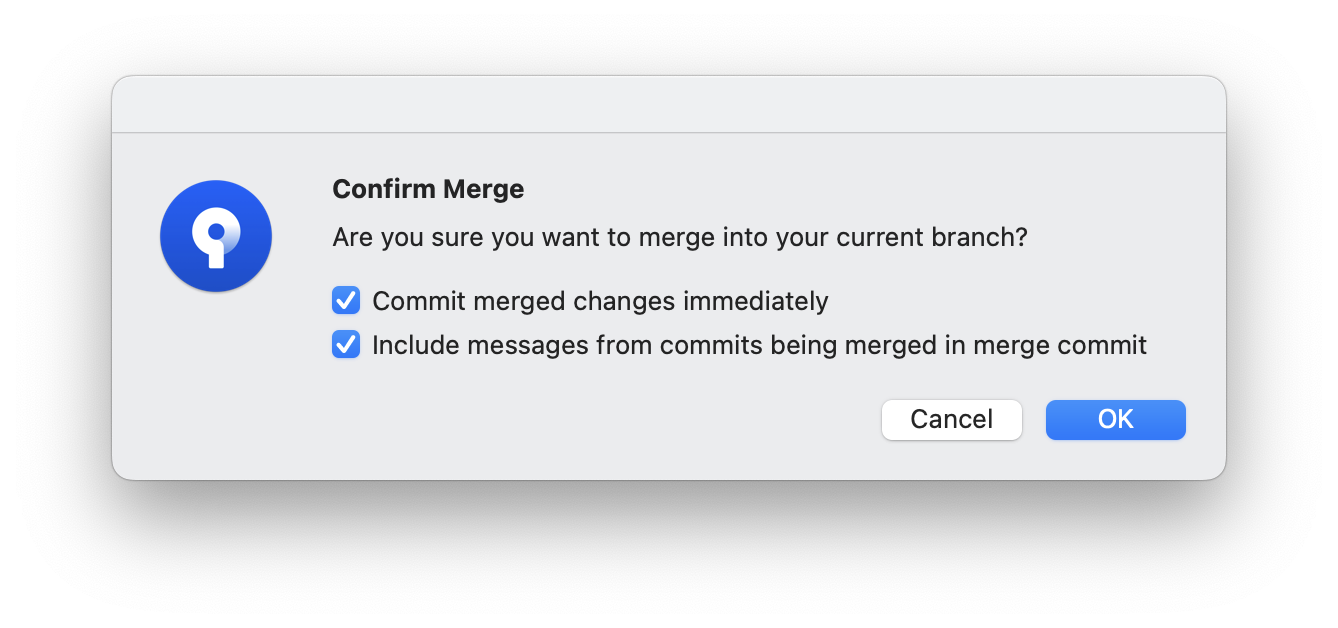 Confirm Merge
Are you sure you want to merge into your current branch?
Commit merged changes immediately
Include messages from commits being merged in merge commit
Cancel
OK